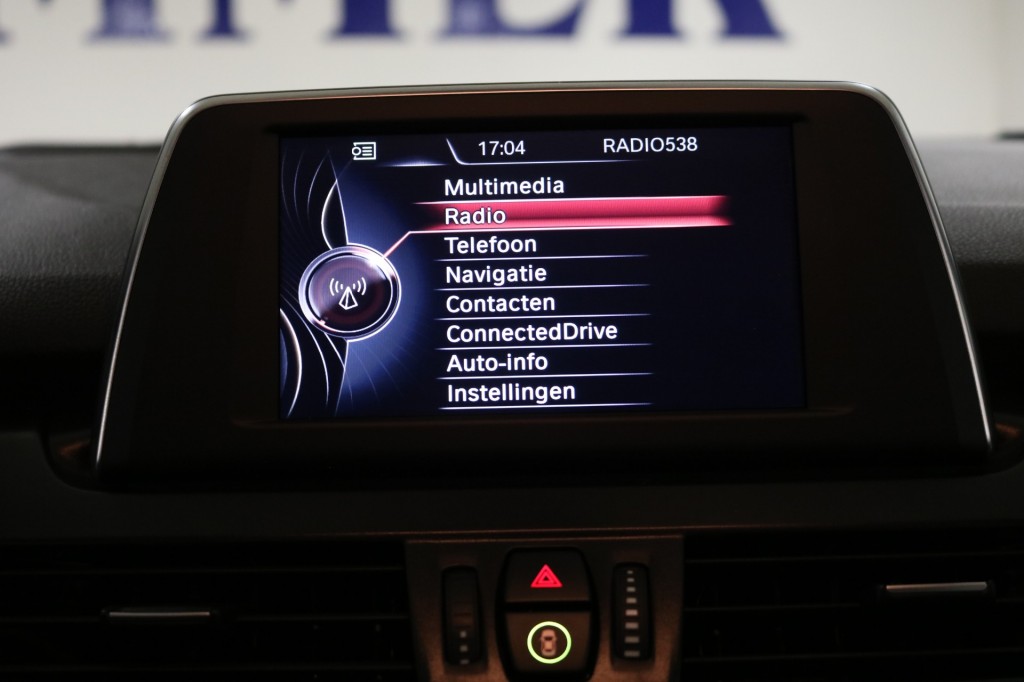 17:04 RADIO538
Multimedia
Radio
Telefoon
Navigatie
Contacten
ConnectedDrive
Auto-info
Instellingen